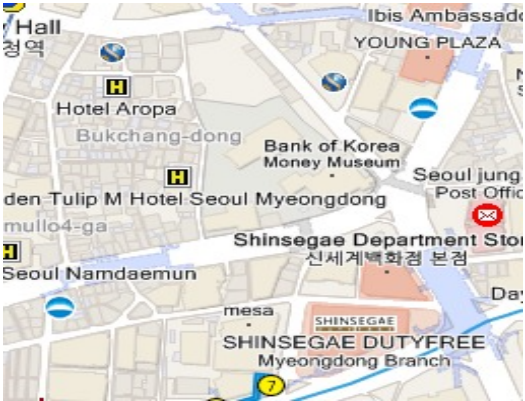 Hall
청역
Ibis Ambassado
YOUNG PLAZA
H
Hotel Aropa
Bukchang-dong
Bank of Korea
Money Museum
H
Seoul jung
Post Offic
den Tulip M Hotel Seoul Myeongdong
mullo4-ga
H
Shinsegae Department Stor
신세계백화점 본점
Seoul Namdaemun
Day
mesa
SHINSEGAE
SHINSEGAE DUTYFREE
Myeongdong Branch
7